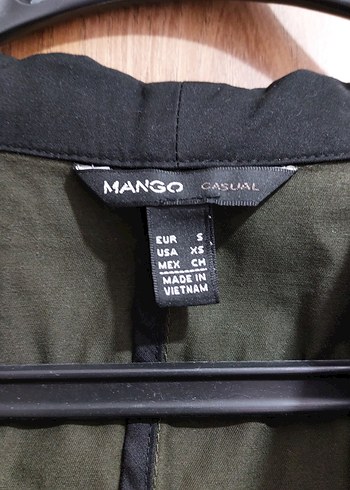 MANGO CASUAL
EUR S
USA XS
MEX CH
MADE IN
VIETNAM